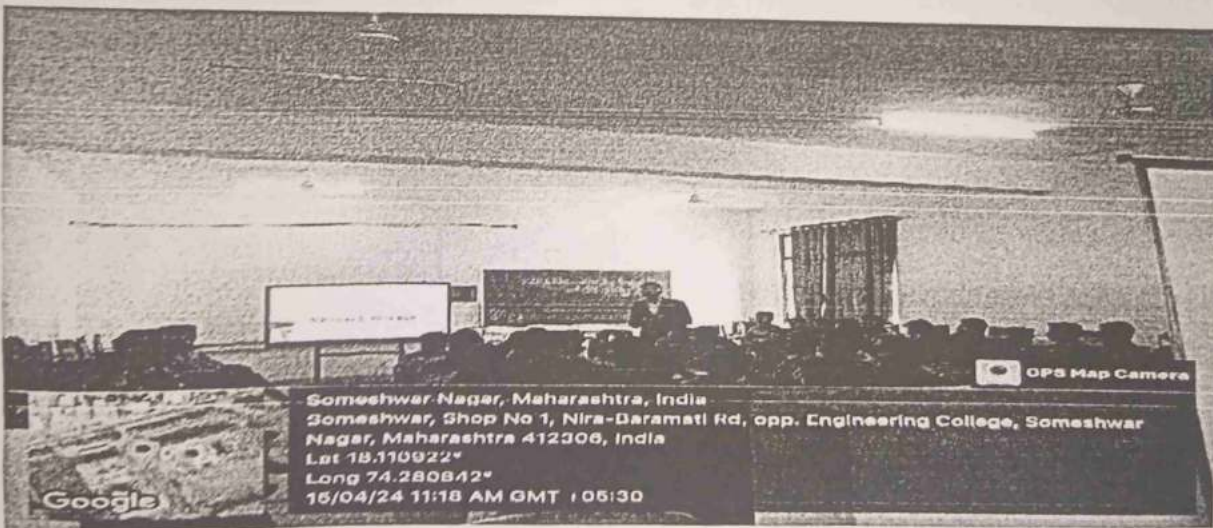 GPS Map Camera
Someshwar Nagar, Maharashtra, India
Someshwar, Shop No 1, Nira-Baramati Rd, opp. Engineering College, Someshwar
Nagar, Maharashtra 412306, India
Lat 18.110922°
Long 74.280842°
15/04/24 11:18 AM GMT +05:30
Google